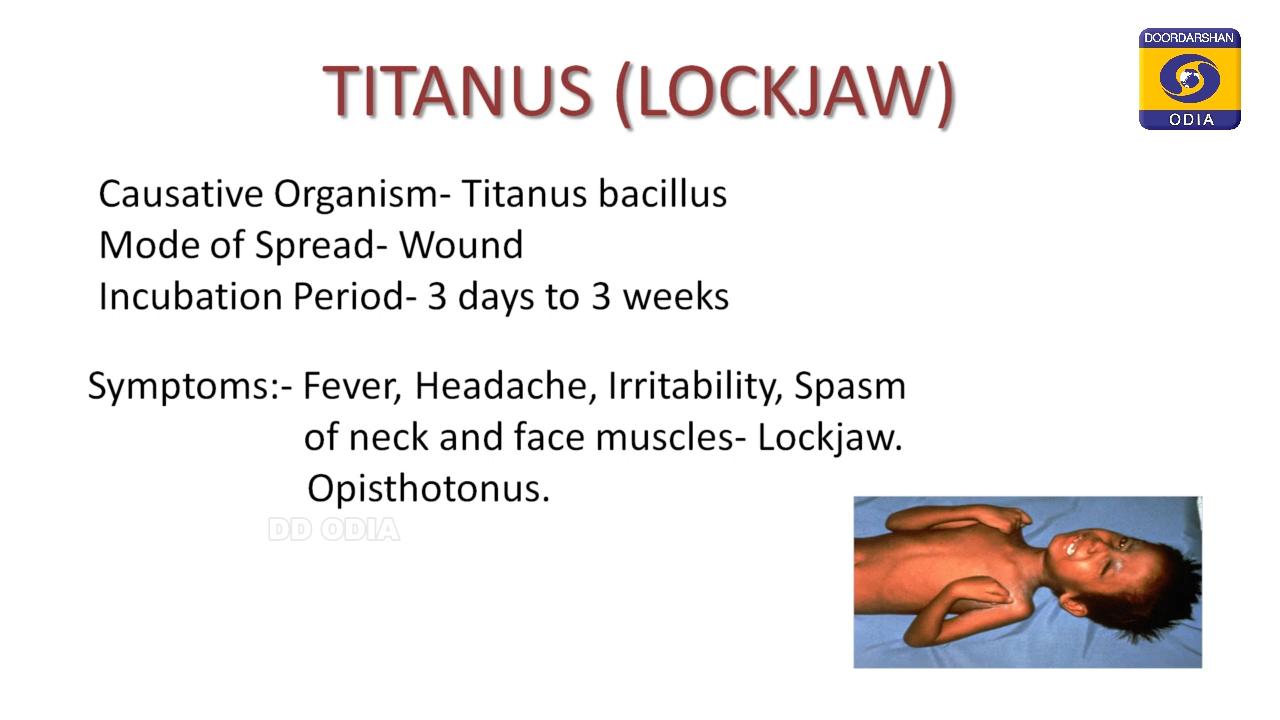 TITANUS (LOCKJAW)
DOORDARSHAN
ODIA
Causative Organism- Titanus bacillus
Mode of Spread- Wound
Incubation Period- 3 days to 3 weeks
Symptoms:- Fever, Headache, Irritability, Spasm
of neck and face muscles- Lockjaw.
Opisthotonus.
DD ODIA